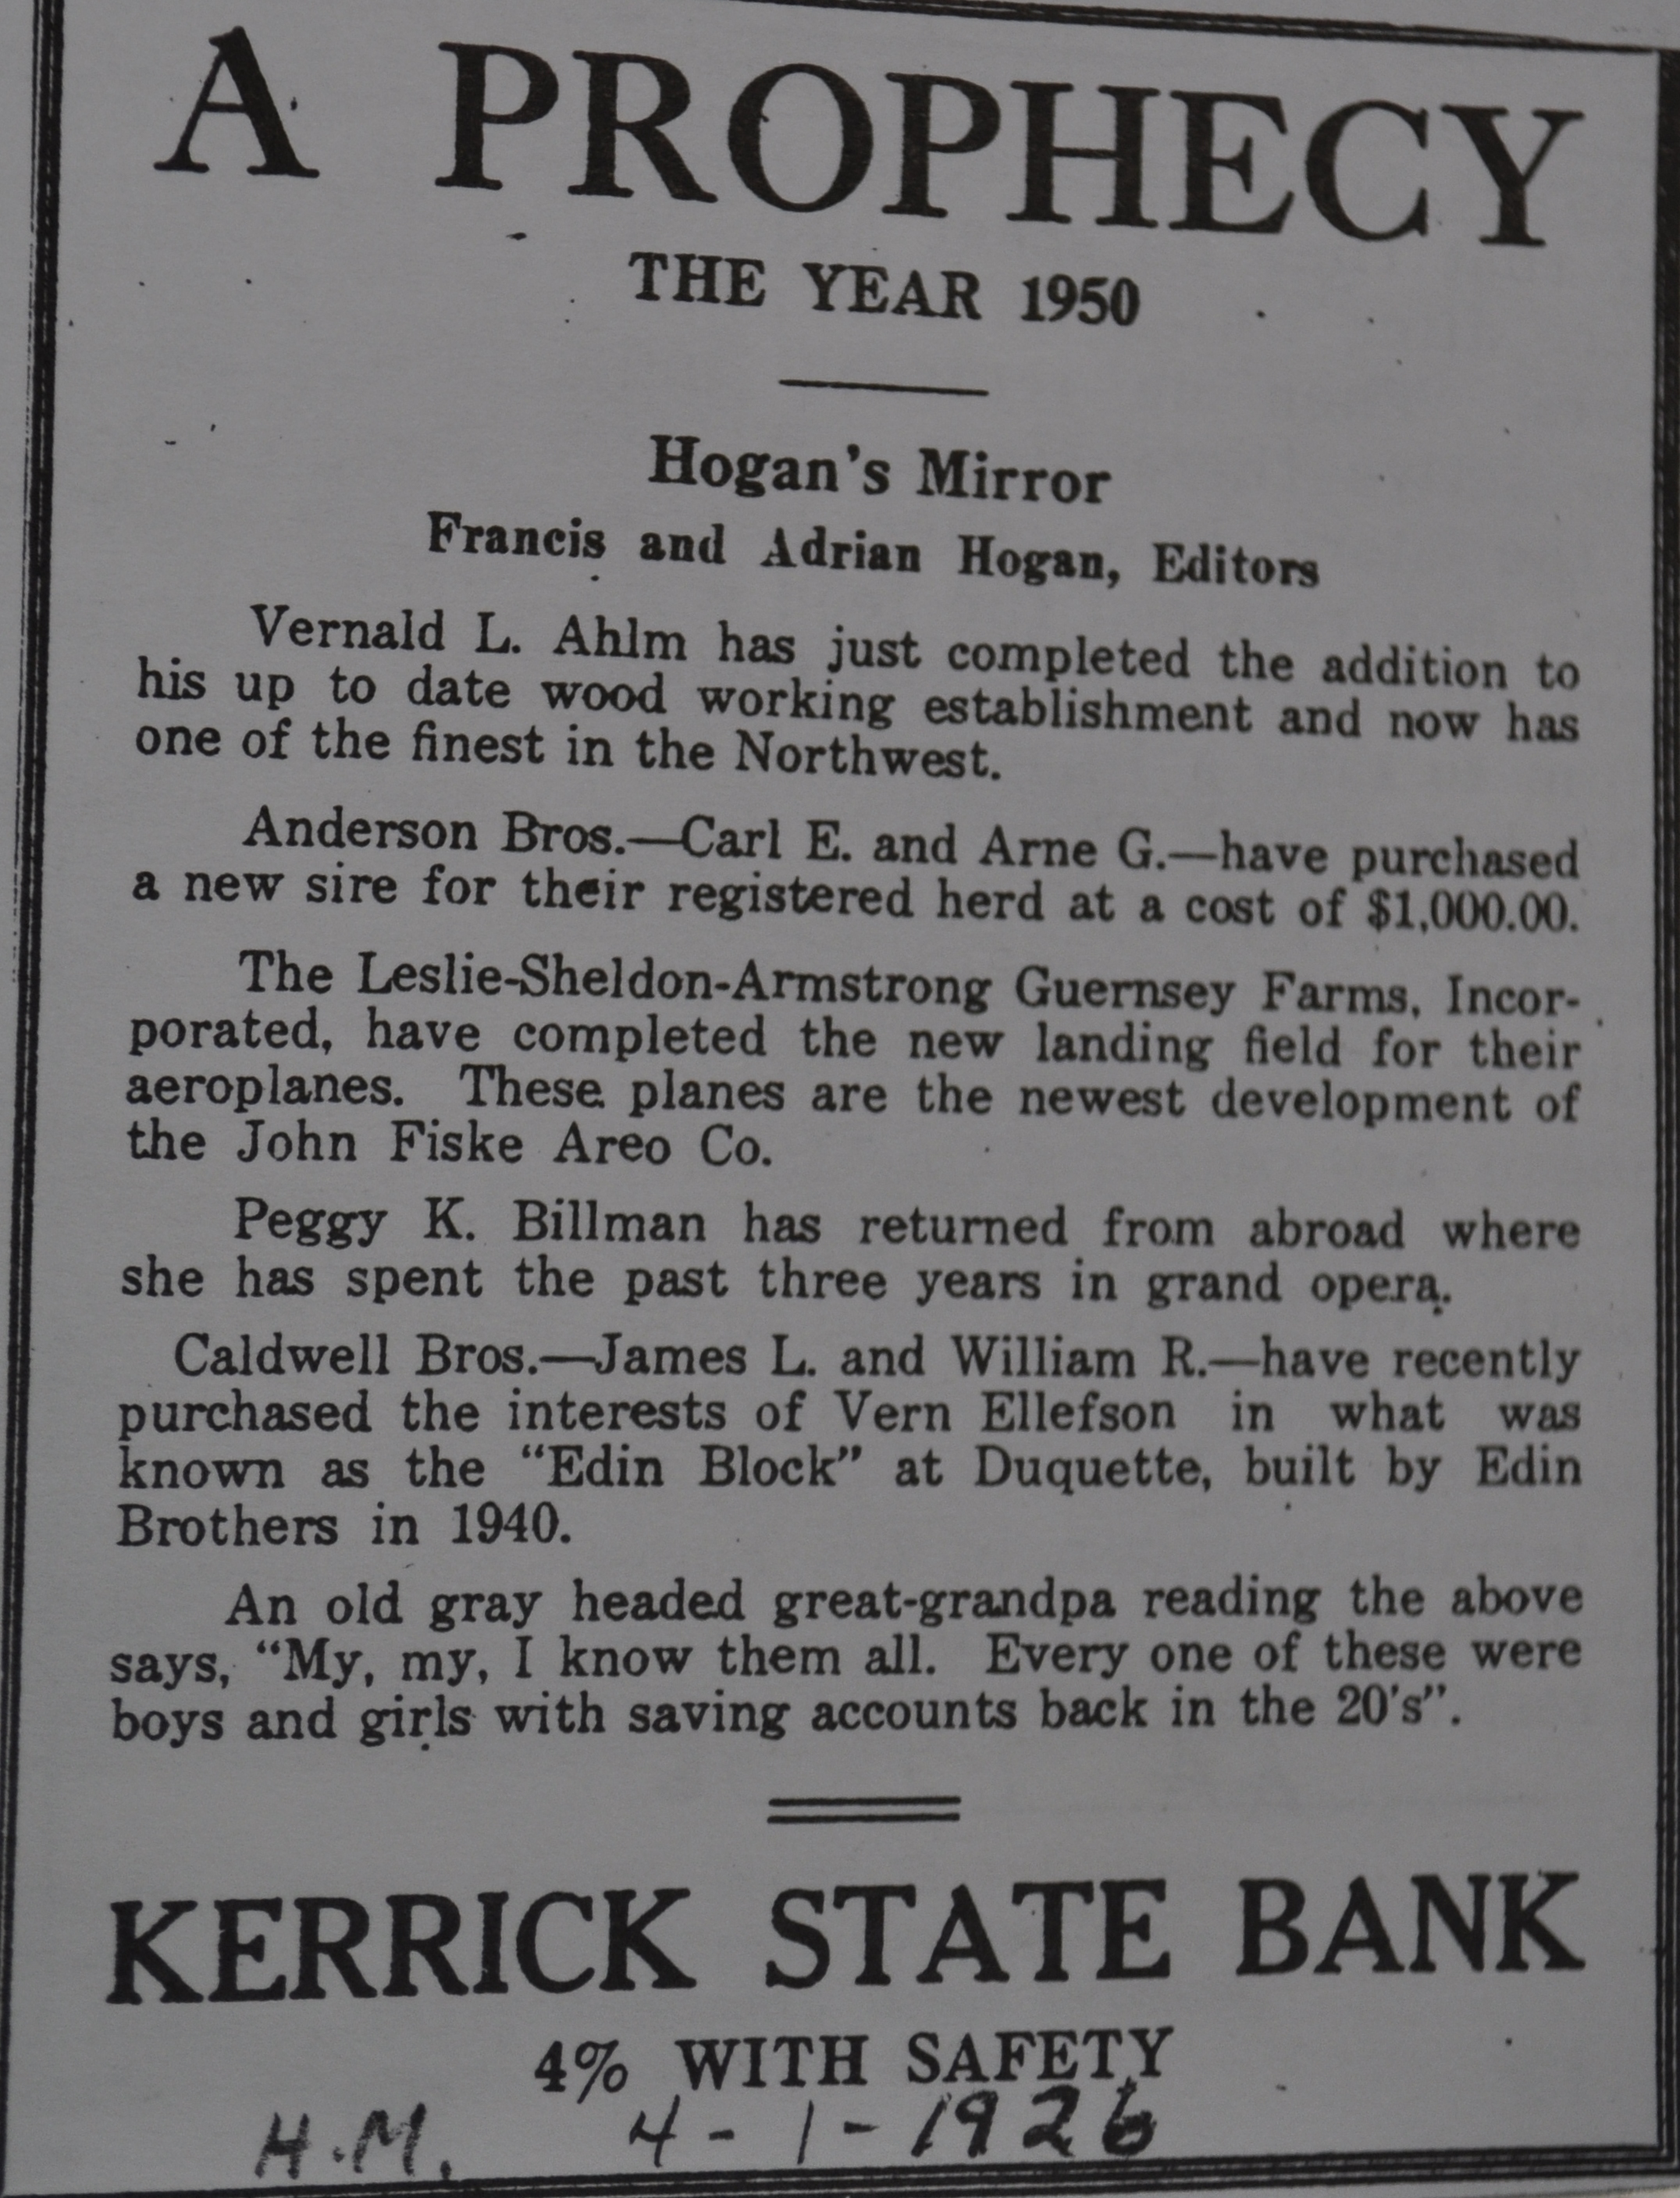 A PROPHECY
THE YEAR 1950
Hogan's Mirror
Francis and Adrian Hogan, Editors
Vernald L. Ahlm has just completed the addition to
his up to date wood working establishment and now has
one of the finest in the Northwest.
Anderson Bros.—Carl E. and Arne G.—have purchased
a new sire for their registered herd at a cost of $1,000.00.
The Leslie-Sheldon-Armstrong Guernsey Farms, Incor-
porated, have completed the new landing field for their
aeroplanes. These planes are the newest development of
the John Fiske Areo Co.
Peggy K. Billman has returned from abroad where
she has spent the past three years in grand opera.
Caldwell Bros.—James L. and William R.—have recently
purchased the interests of Vern Ellefson in what was
known as the “Edin Block” at Duquette, built by Edin
Brothers in 1940.
An old gray headed great-grandpa reading the above
says, “My, my, I know them all. Every one of these were
boys and girls with saving accounts back in the 20's”.
KERRICK STATE BANK
4% WITH SAFETY
H.M. 4-1-1926